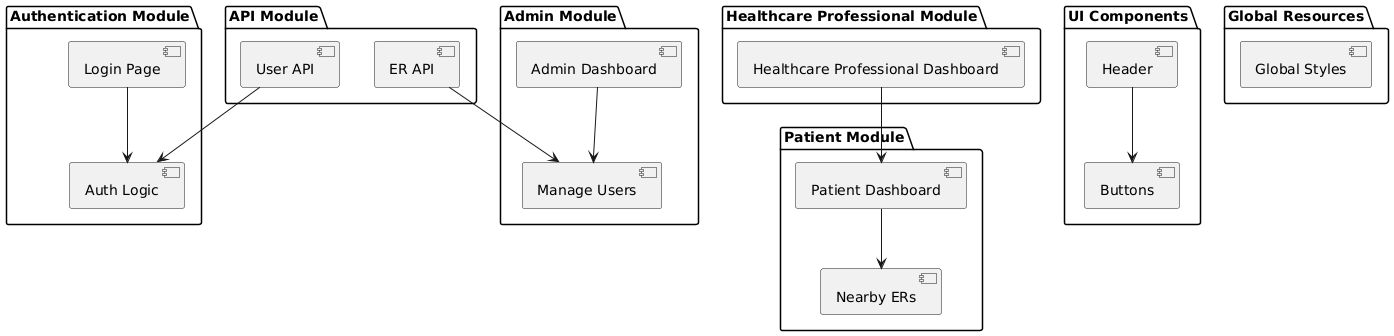 Authentication Module
API Module
Admin Module
Healthcare Professional Module
UI Components
Global Resources
Login Page
User API
ER API
Admin Dashboard
Healthcare Professional Dashboard
Header
Global Styles
Patient Module
Auth Logic
Manage Users
Patient Dashboard
Buttons
Nearby ERs